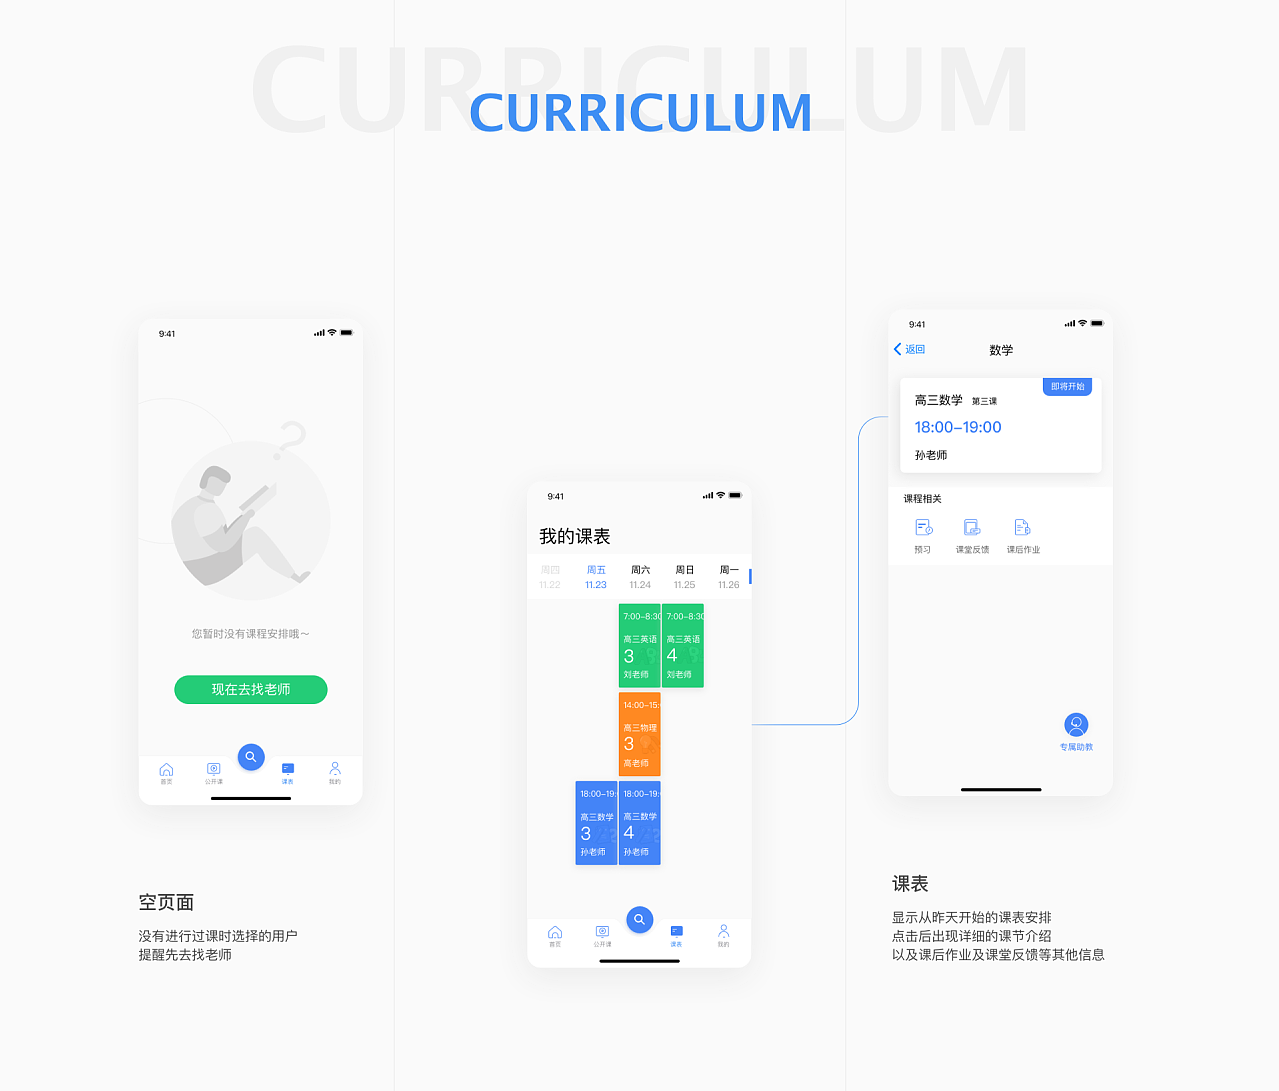 CURRICULUM
CURRICULUM
9:41
您暂时没有课程安排哦～
现在去找老师
首页
公开课
课表
我的
空页面
没有进行过课时选择的用户
提醒先去找老师
9:41
我的课表
周四 周五 周六 周日 周一
11.22 11.23 11.24 11.25 11.26
7:00–8:30 7:00–8:30
高三英语 高三英语
3 4
刘老师 刘老师
14:00–15:
高三物理
3
高老师
18:00–19: 18:00–19:
高三数学 高三数学
3 4
孙老师 孙老师
首页
公开课
课表
我的
9:41
返回
数学
即将开始
高三数学 第三课
18:00–19:00
孙老师
课程相关
预习 课堂反馈 课后作业
专属助教
课表
显示从昨天开始的课表安排
点击后出现详细的课节介绍
以及课后作业及课堂反馈等其他信息